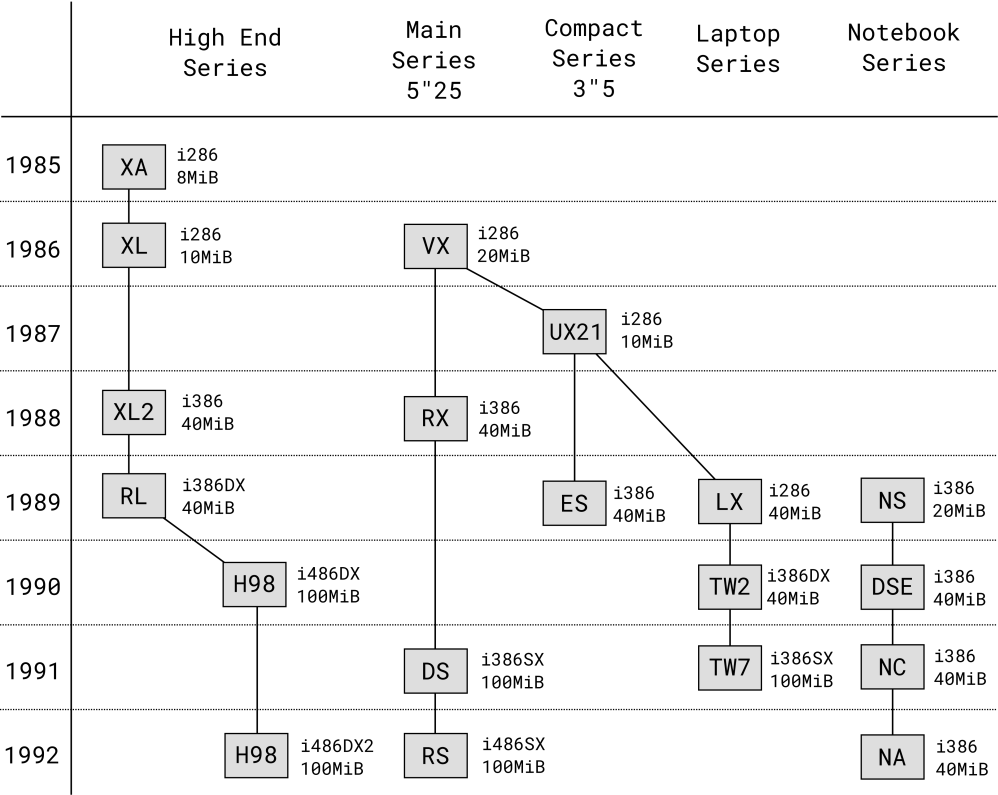 High End
Series
Main
Series
5"25
Compact
Series
3"5
Laptop
Series
Notebook
Series
1985
XA
i286
8MiB
1986
XL
i286
10MiB
VX
i286
20MiB
1987
UX21
i286
10MiB
1988
XL2
i386
40MiB
RX
i386
40MiB
1989
RL
i386DX
40MiB
ES
i386
40MiB
LX
i286
40MiB
NS
i386
20MiB
1990
H98
i486DX
100MiB
TW2
i386DX
40MiB
DSE
i386
40MiB
1991
DS
i386SX
100MiB
TW7
i386SX
100MiB
NC
i386
40MiB
1992
H98
i486DX2
100MiB
RS
i486SX
100MiB
NA
i386
40MiB